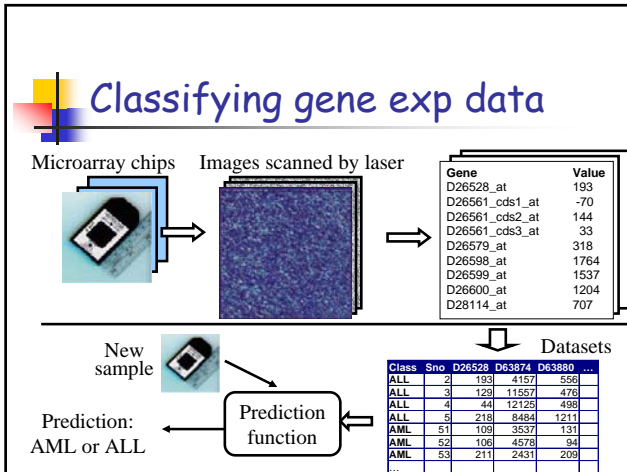 Classifying gene exp data
Microarray chips
Images scanned by laser
Gene Value
D26528_at 193
D26561_cds1_at -70
D26561_cds2_at 144
D26561_cds3_at 33
D26579_at 318
D26598_at 1764
D26599_at 1537
D26600_at 1204
D28114_at 707
New
sample
Datasets
Prediction
function
Prediction:
AML or ALL
Class Sno D26528 D63874 D63880 ...
ALL 2 193 4157 556
ALL 3 129 11557 476
ALL 4 44 12125 498
ALL 5 218 8484 1211
AML 51 109 3537 131
AML 52 106 4578 94
AML 53 211 2431 209
...